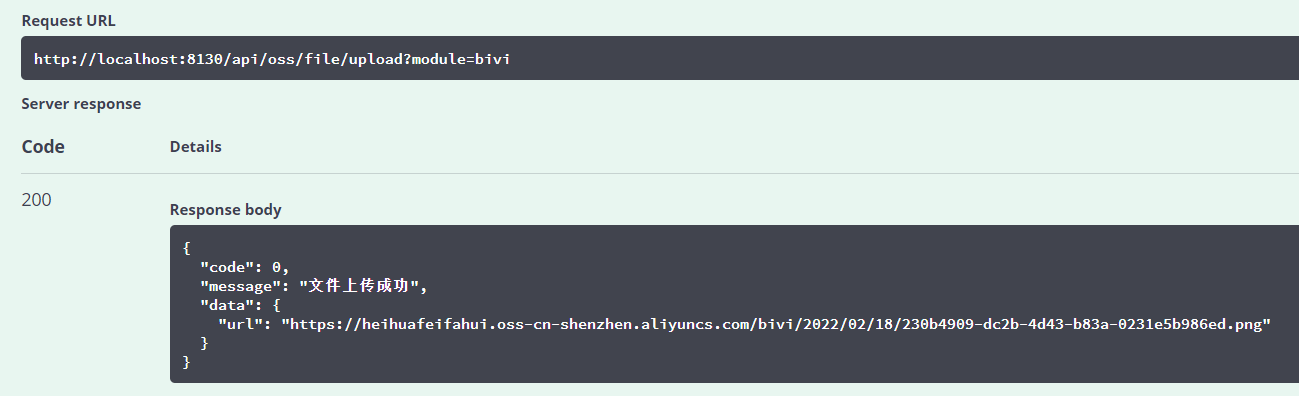 Request URL
http://localhost:8130/api/oss/file/upload?module=bivi
Server response
Code Details
200
Response body
{
"code": 0,
"message": "文件上传成功",
"data": {
"url": "https://heihuafeifahui.oss-cn-shenzhen.aliyuncs.com/bivi/2022/02/18/230b4909-dc2b-4d43-b83a-0231e5b986ed.png"
}
}